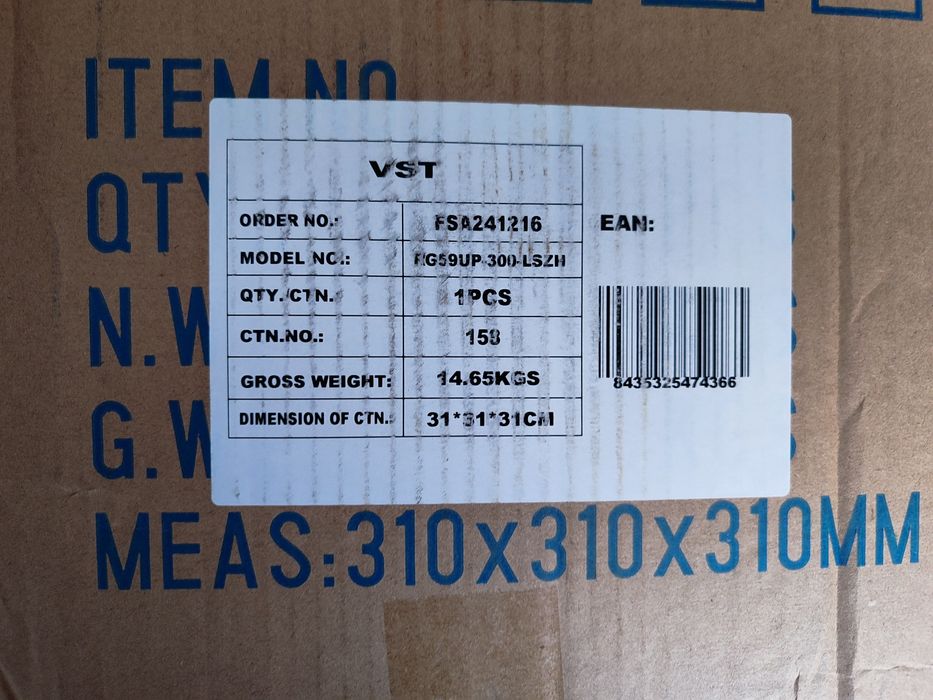 ITEM NO
VST
ORDER NO.: FSA241216
MODEL NO.: RG59UP-300-LSZH
QTY./CTN.: 1PCS
CTN.NO.: 158
GROSS WEIGHT: 14.65KGS
DIMENSION OF CTN.: 31*31*31CM
EAN:
8435325474366
QTY
N.W
G.W
MEAS:310x310x310MM